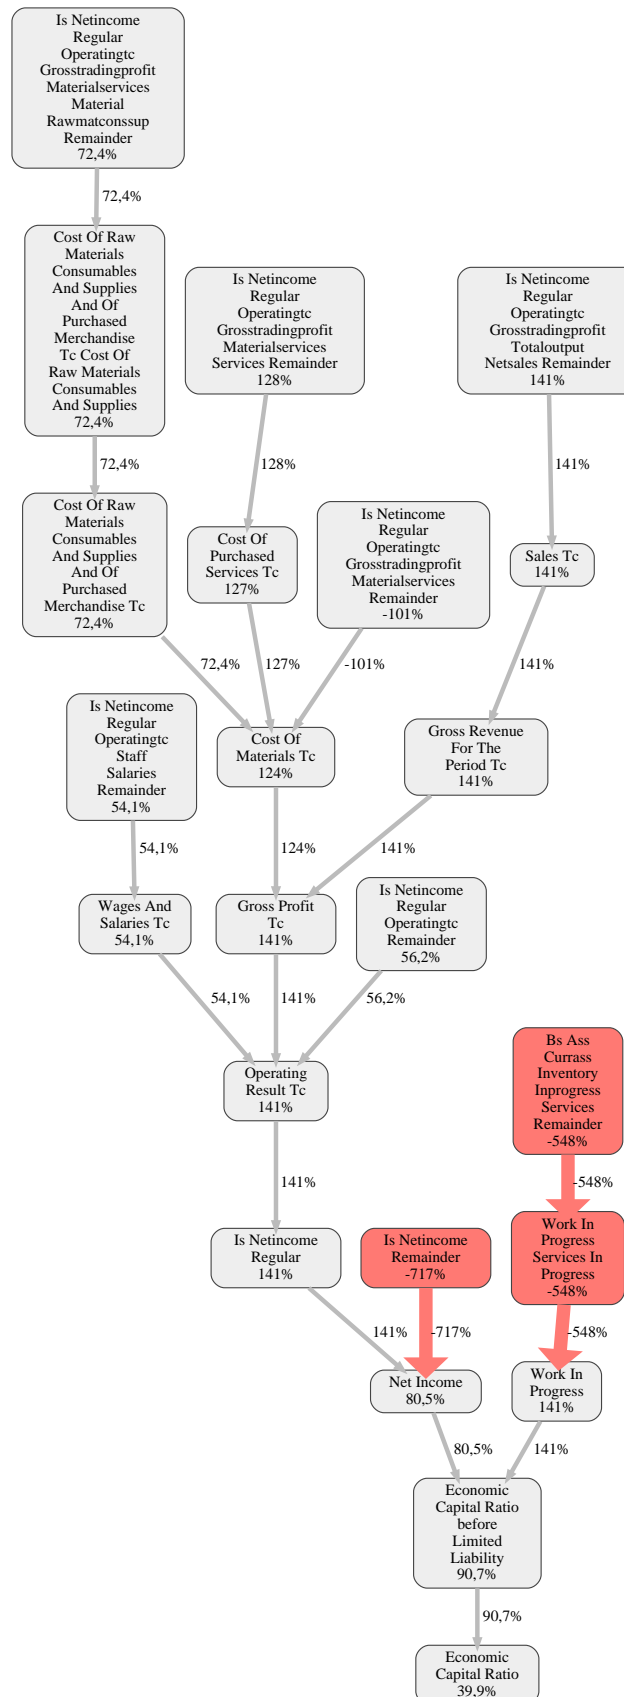 Is Netincome
Regular
Operatingtc
Grosstradingprofit
Materialservices
Material
Rawmatconssup
Remainder
72,4%
72,4%
Cost Of Raw
Materials
Consumables
And Supplies
And Of
Purchased
Merchandise
Tc Cost Of
Raw Materials
Consumables
And Supplies
72,4%
Is Netincome
Regular
Operatingtc
Grosstradingprofit
Materialservices
Services Remainder
128%
Is Netincome
Regular
Operatingtc
Grosstradingprofit
Totaloutput
Netsales Remainder
141%
72,4%
128%
141%
Cost Of Raw
Materials
Consumables
And Supplies
And Of
Purchased
Merchandise Tc
72,4%
Cost Of
Purchased
Services Tc
127%
Is Netincome
Regular
Operatingtc
Grosstradingprofit
Materialservices
Remainder
-101%
Sales Tc
141%
72,4%
127%
-101%
141%
Is Netincome
Regular
Operatingtc
Staff
Salaries
Remainder
54,1%
Cost Of
Materials Tc
124%
Gross Revenue
For The
Period Tc
141%
54,1%
124%
141%
Wages And
Salaries Tc
54,1%
Gross Profit
Tc
141%
Is Netincome
Regular
Operatingtc
Remainder
56,2%
54,1%
141%
56,2%
Operating
Result Tc
141%
Bs Ass
Currass
Inventory
Inprogress
Services
Remainder
-548%
141%
-548%
Is Netincome
Regular
141%
Is Netincome
Remainder
-717%
Work In
Progress
Services In
Progress
-548%
141%
-717%
-548%
Net Income
80,5%
Work In
Progress
141%
80,5%
141%
Economic
Capital Ratio
before
Limited
Liability
90,7%
90,7%
Economic
Capital Ratio
39,9%